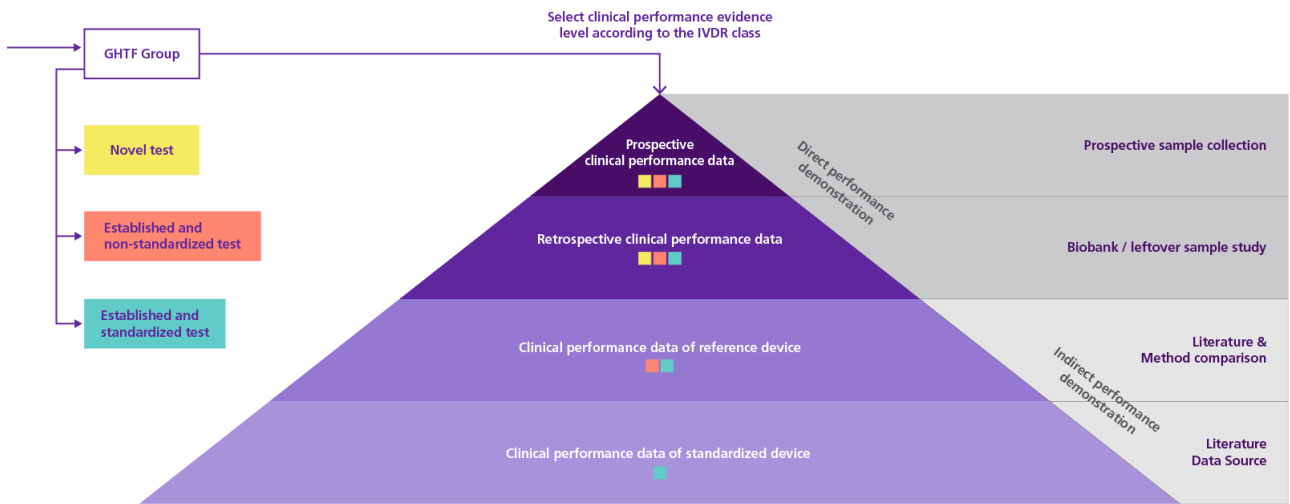 Select clinical performance evidence
level according to the IVDR class
GHTF Group
Novel test
Established and
non-standardized test
Established and
standardized test
Prospective
clinical performance data
Retrospective clinical performance data
Clinical performance data of reference device
Clinical performance data of standardized device
Direct performance
demonstration
Indirect performance
demonstration
Prospective sample collection
Biobank / leftover sample study
Literature &
Method comparison
Literature
Data Source